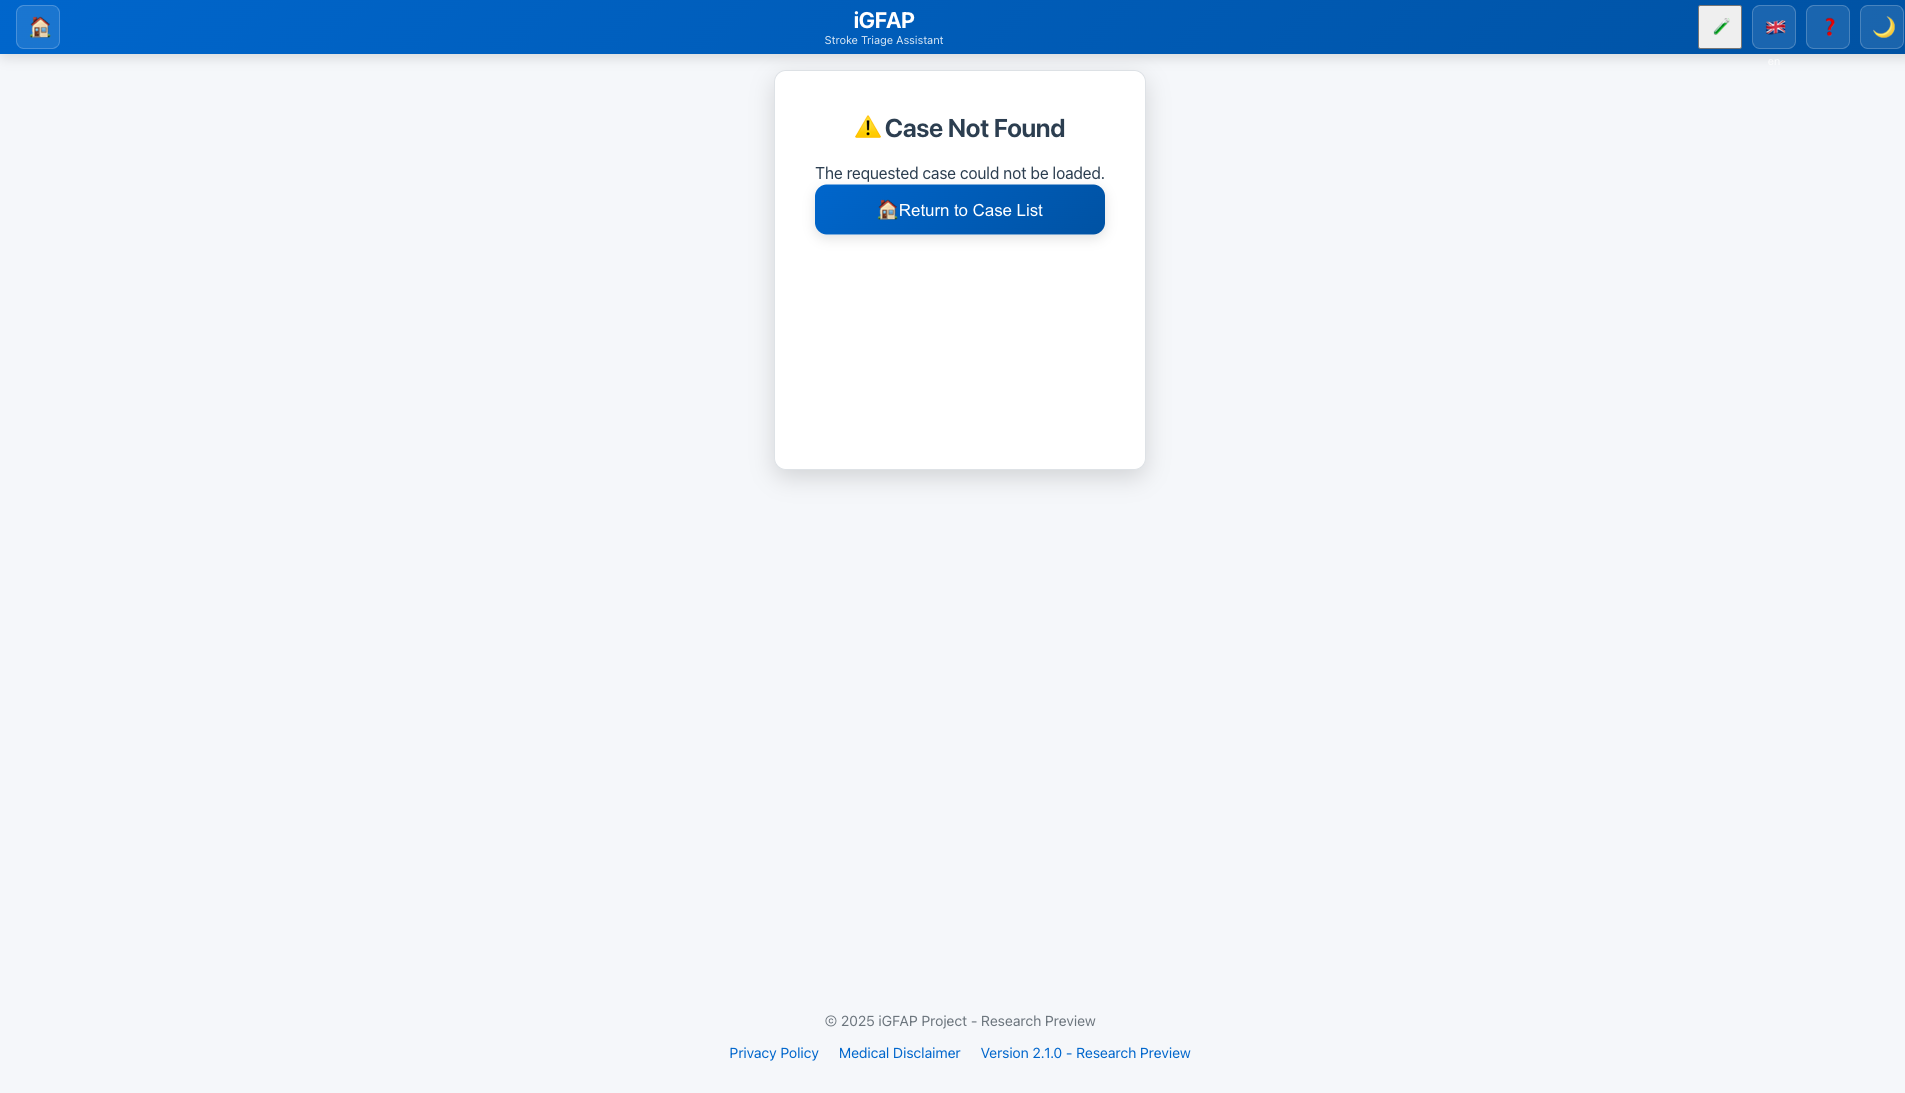 iGFAP
Stroke Triage Assistant
Case Not Found
The requested case could not be loaded.
Return to Case List
© 2025 iGFAP Project - Research Preview
Privacy Policy Medical Disclaimer Version 2.1.0 - Research Preview